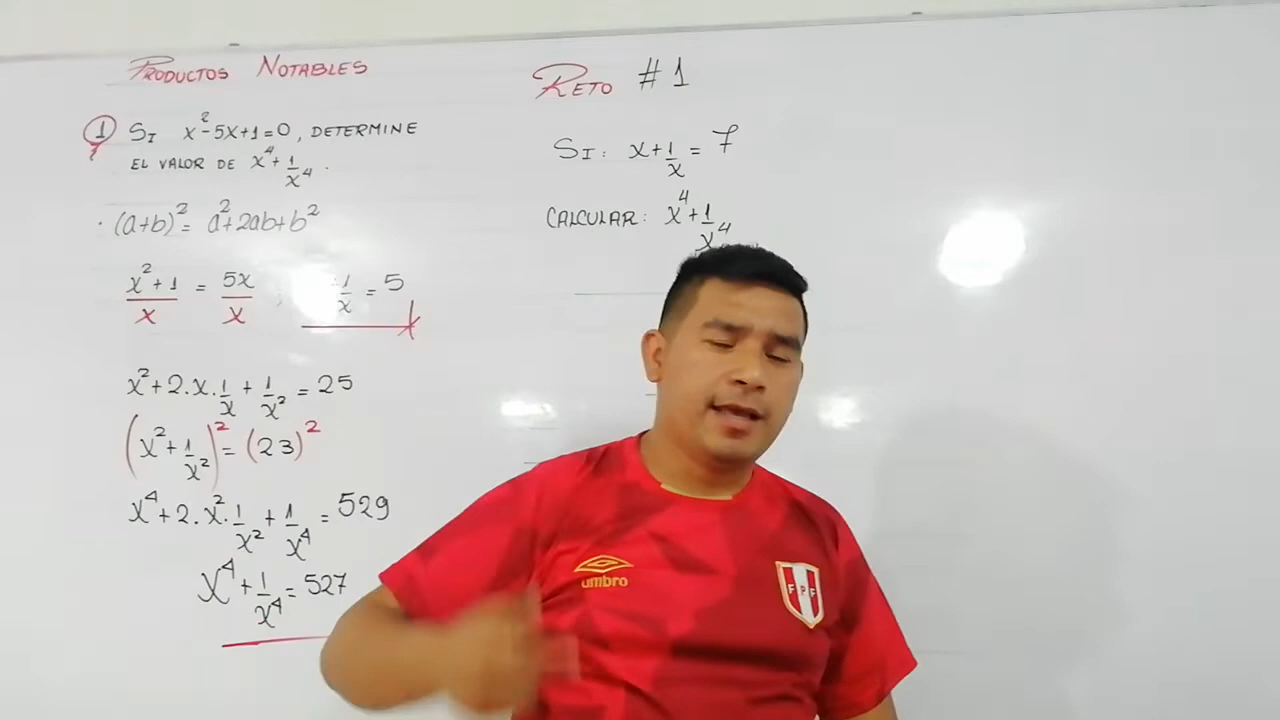 PRODUCTOS NOTABLES
1 SI x²-5x+1=0, DETERMINE
EL VALOR DE x⁴+1/x⁴.
· (a+b)²= a²+2ab+b²
x²+1/x = 5x/x ; 1/x = 5
x²+2.x.1/x + 1/x² = 25
(x²+1/x²)² = (23)²
x⁴+2.x².1/x² + 1/x⁴ = 529
x⁴+1/x⁴ = 527
RETO #1
SI: x+1/x = 7
CALCULAR: x⁴+1/x⁴
umbro
FPF